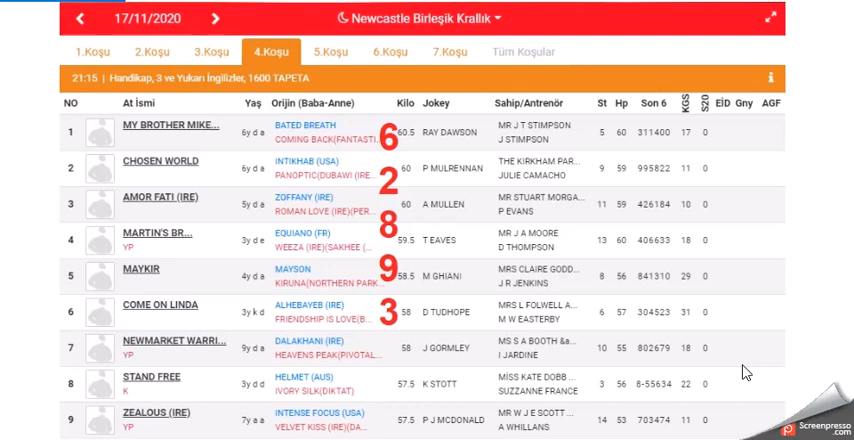 17/11/2020
Newcastle Birleşik Krallık
1.Koşu 2.Koşu 3.Koşu 4.Koşu 5.Koşu 6.Koşu 7.Koşu Tüm Koşular
21:15 | Handikap, 3 ve Yukarı İngilizler, 1600 TAPETA
NO At İsmi Yaş Orijin (Baba-Anne) Kilo Jokey Sahip/Antrenör St Hp Son 6 KGS S20 EİD Gny AGF
1 MY BROTHER MIKE... 6y d a BATED BREATH 60.5 RAY DAWSON MR J T STIMPSON 5 60 311400 17 0
COMING BACK(FANTASTI... J STIMPSON
6
2 CHOSEN WORLD 6y d a INTIKHAB (USA) 60 P MULRENNAN THE KIRKHAM PAR... 9 59 995822 11 0
PANOPTIC(DUBAWI (IRE... JULIE CAMACHO
2
3 AMOR FATI (IRE) 5y d a ZOFFANY (IRE) 60 A MULLEN MR STUART MORGA... 11 59 426184 10 0
ROMAN LOVE (IRE)(PER... P EVANS
8
4 MARTIN'S BR... 3y d e EQUIANO (FR) 59.5 T EAVES MR J A MOORE 13 60 406633 18 0
YP WEEZA (IRE)(SAKHEE (... D THOMPSON
9
5 MAYKIR 4y d a MAYSON 58.5 M GHIANI MRS CLAIRE GODD... 8 56 841310 29 0
KIRUNA(NORTHERN PARK... J R JENKINS
3
6 COME ON LINDA 3y k d ALHEBAYEB (IRE) 58 D TUDHOPE MRS L FOLWELL A... 6 57 304523 31 0
FRIENDSHIP IS LOVE(B... M W EASTERBY
7 NEWMARKET WARRI... 9y d a DALAKHANI (IRE) 58 J GORMLEY MS S A BOOTH &a... 10 55 802679 18 0
YP HEAVENS PEAK(PIVOTAL... I JARDINE
8 STAND FREE 3y d d HELMET (AUS) 57.5 K STOTT MİSS KATE DOBB ... 3 56 8-55634 22 0
K IVORY SILK(DIKTAT) SUZZANNE FRANCE
9 ZEALOUS (IRE) 7y a a INTENSE FOCUS (USA) 57.5 P J MCDONALD MR W J E SCOTT ... 14 53 703474 11 0
YP VELVET KISS (IRE)(DA... A WHILLANS
Screenpresso
.com